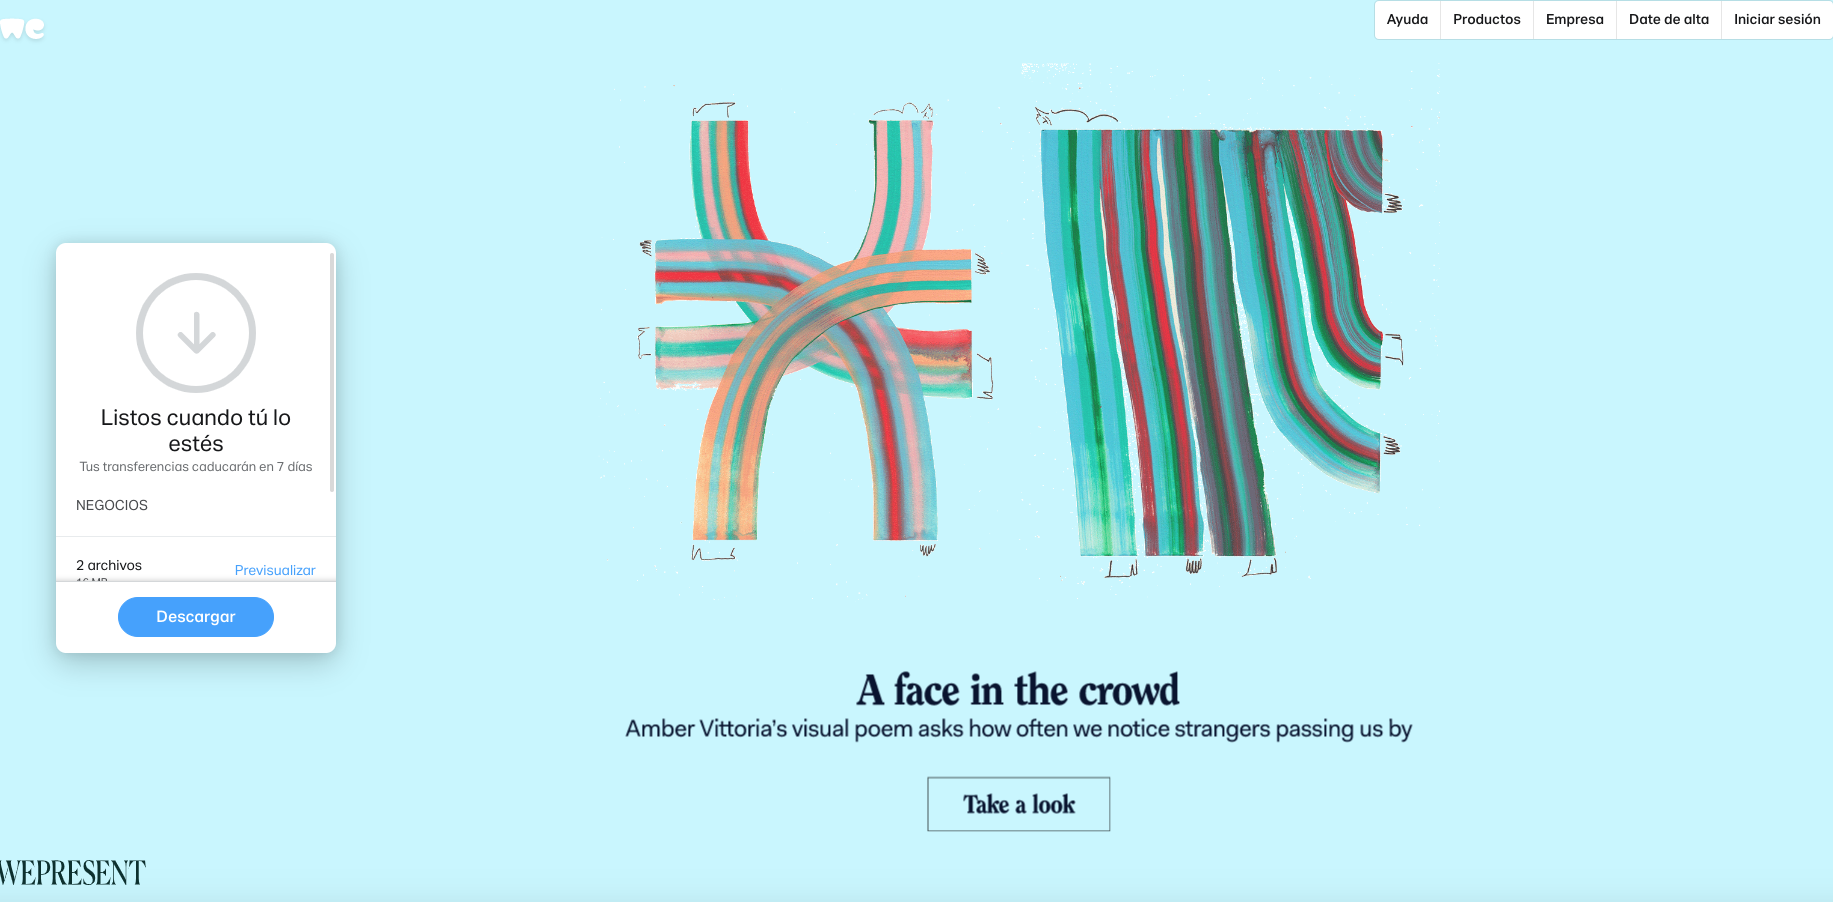 we
Ayuda
Productos
Empresa
Date de alta
Iniciar sesión
Listos cuando tú lo
estés
Tus transferencias caducarán en 7 días
NEGOCIOS
2 archivos
Previsualizar
Descargar
A face in the crowd
Amber Vittoria's visual poem asks how often we notice strangers passing us by
Take a look
WEPRESENT